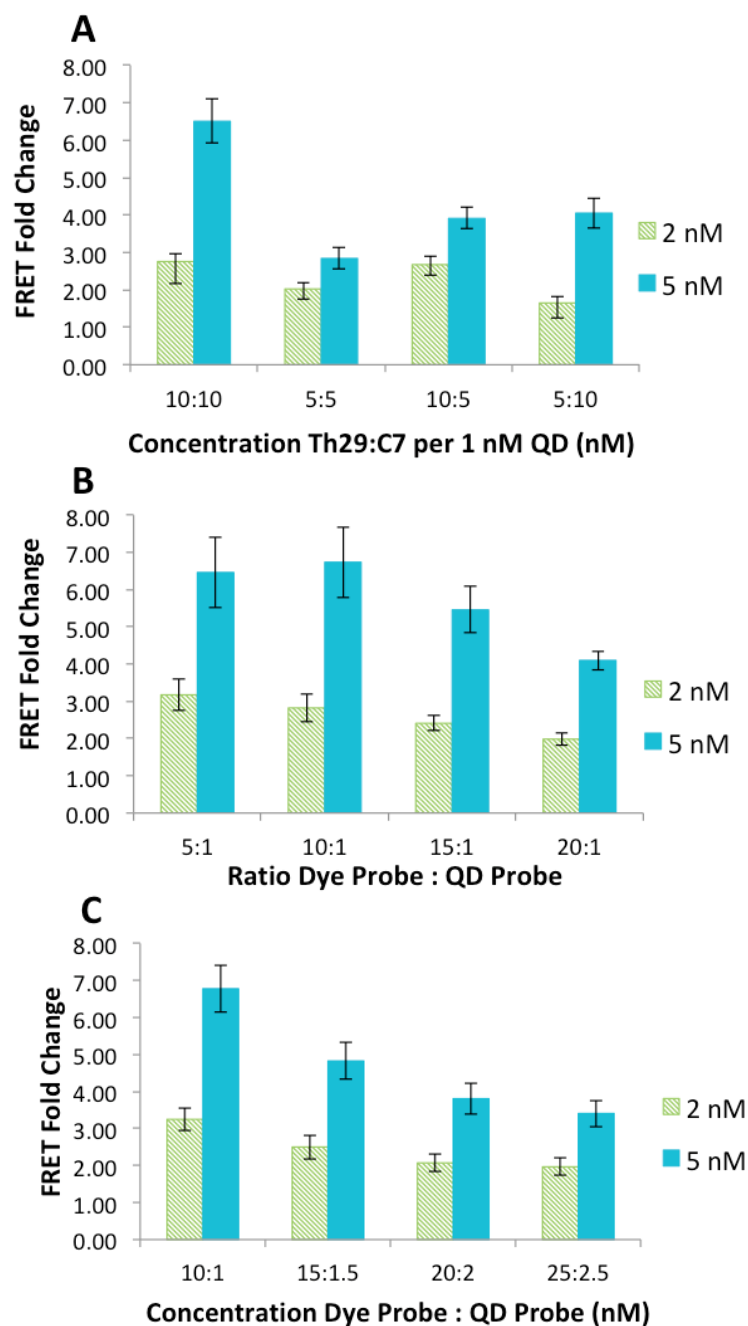 A
8.00
7.00
6.00
5.00
4.00
3.00
2.00
1.00
0.00
FRET Fold Change
2 nM
5 nM
10:10 5:5 10:5 5:10
Concentration Th29:C7 per 1 nM QD (nM)
B
8.00
7.00
6.00
5.00
4.00
3.00
2.00
1.00
0.00
FRET Fold Change
2 nM
5 nM
5:1 10:1 15:1 20:1
Ratio Dye Probe : QD Probe
C
8.00
7.00
6.00
5.00
4.00
3.00
2.00
1.00
0.00
FRET Fold Change
2 nM
5 nM
10:1 15:1.5 20:2 25:2.5
Concentration Dye Probe : QD Probe (nM)